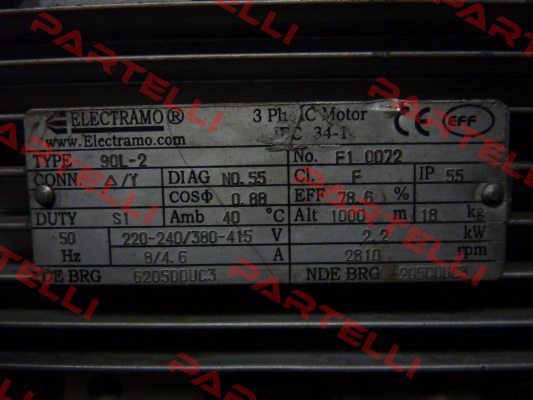 ELECTRAMO®
3 Ph AC Motor
CE EFF
www.Electramo.com
IEC 34-1
TYPE 90L-2
No. F1 0072
CONN. Δ/Y DIAG NO.55 Cl. F IP 55
COSΦ 0.88 EFF 78.6 %
DUTY S1 Amb 40 °C Alt 1000 m 18 kg
50 220-240/380-415 V 2.2 kW
Hz 8/4.6 A 2810 rpm
NDE BRG 6205DDUC3 NDE BRG 6205DDUC3
PARTELLI
PARTELLI
PARTELLI
PARTELLI
PARTELLI
PARTELLI